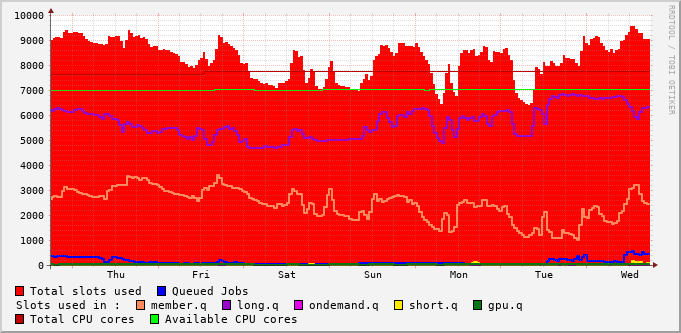 10000
9000
8000
7000
6000
5000
4000
3000
2000
1000
0
Thu Fri Sat Sun Mon Tue Wed
Total slots used Queued Jobs
Slots used in : member.q long.q ondemand.q short.q gpu.q
Total CPU cores Available CPU cores
RRDTOOL / TOBI OETIKER